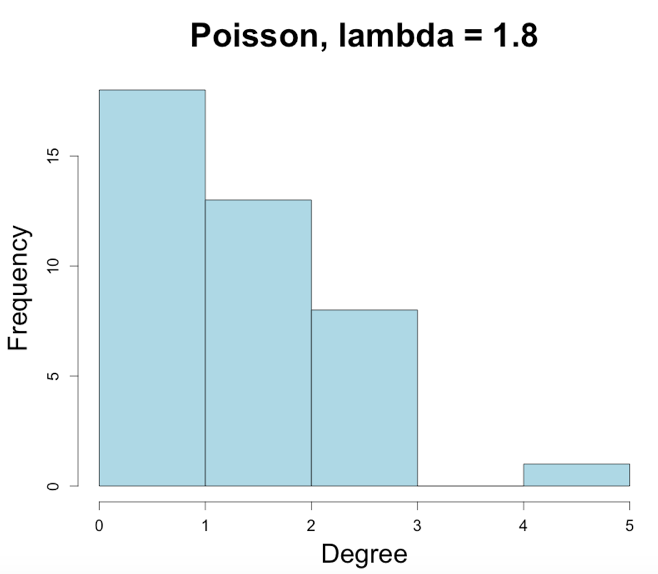 Poisson, lambda = 1.8
Frequency
15
10
5
0
0 1 2 3 4 5
Degree